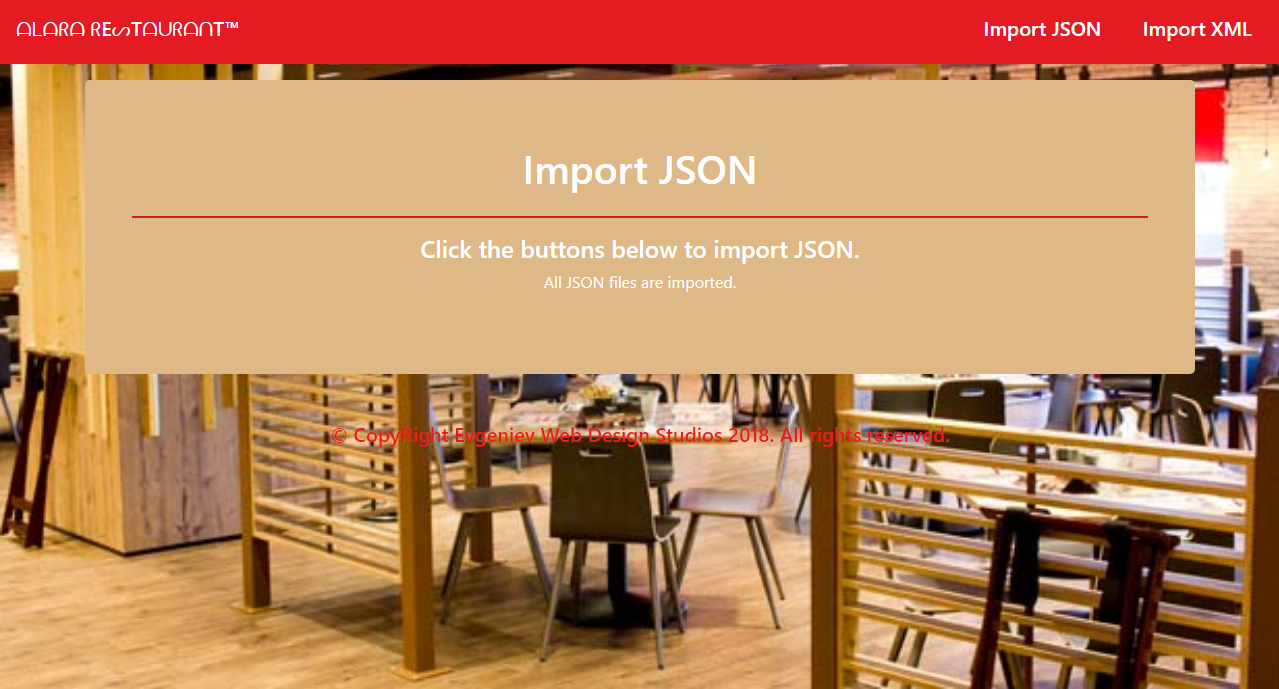 ALARA RESTAURANT™
Import JSON
Import XML
Import JSON
Click the buttons below to import JSON.
All JSON files are imported.
© CopyRight Evgeniev Web Design Studios 2018. All rights reserved.